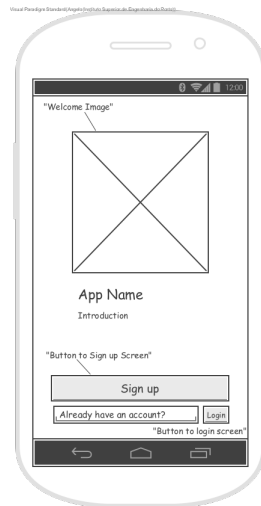 Visual Paradigm Standard(Angelo(Instituto Superior de Engenharia do Porto))
12:00
"Welcome Image"
App Name
Introduction
"Button to Sign up Screen"
Sign up
Already have an account?
Login
"Button to login screen"